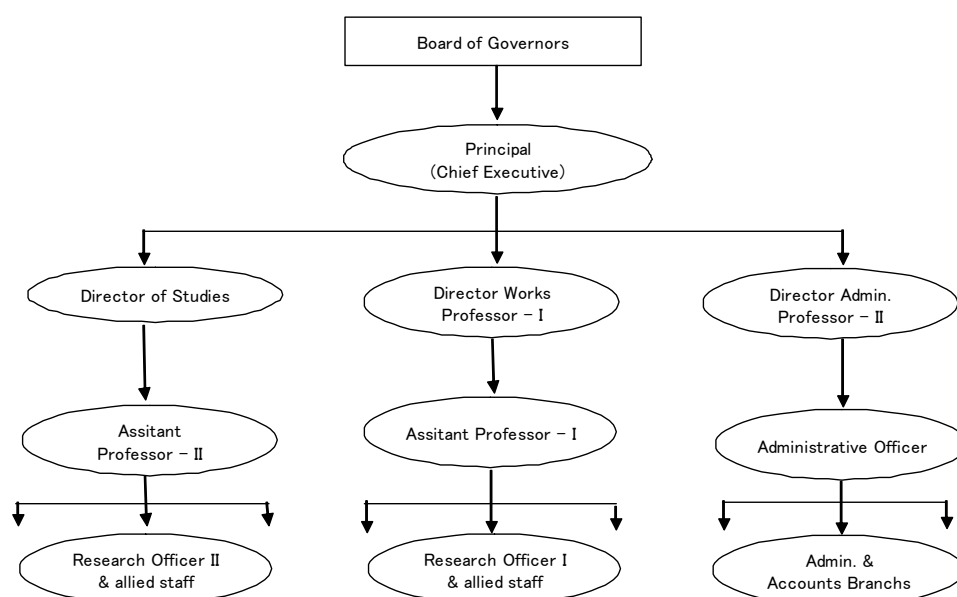 Board of Governors
Principal
(Chief Executive)
Director of Studies
Director Works
Professor – I
Director Admin.
Professor – II
Assitant
Professor – II
Assitant Professor – I
Administrative Officer
Research Officer II
& allied staff
Research Officer I
& allied staff
Admin. &
Accounts Branchs